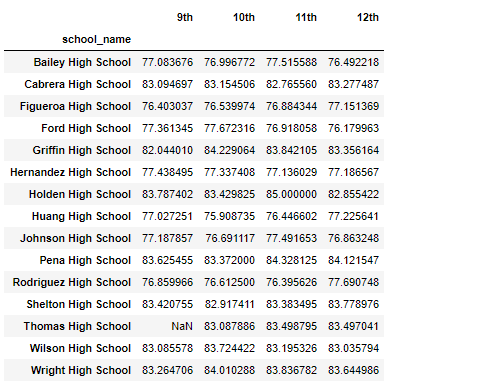 9th 10th 11th 12th
school_name
Bailey High School 77.083676 76.996772 77.515588 76.492218
Cabrera High School 83.094697 83.154506 82.765560 83.277487
Figueroa High School 76.403037 76.539974 76.884344 77.151369
Ford High School 77.361345 77.672316 76.918058 76.179963
Griffin High School 82.044010 84.229064 83.842105 83.356164
Hernandez High School 77.438495 77.337408 77.136029 77.186567
Holden High School 83.787402 83.429825 85.000000 82.855422
Huang High School 77.027251 75.908735 76.446602 77.225641
Johnson High School 77.187857 76.691117 77.491653 76.863248
Pena High School 83.625455 83.372000 84.328125 84.121547
Rodriguez High School 76.859966 76.612500 76.395626 77.690748
Shelton High School 83.420755 82.917411 83.383495 83.778976
Thomas High School NaN 83.087886 83.498795 83.497041
Wilson High School 83.085578 83.724422 83.195326 83.035794
Wright High School 83.264706 84.010288 83.836782 83.644986